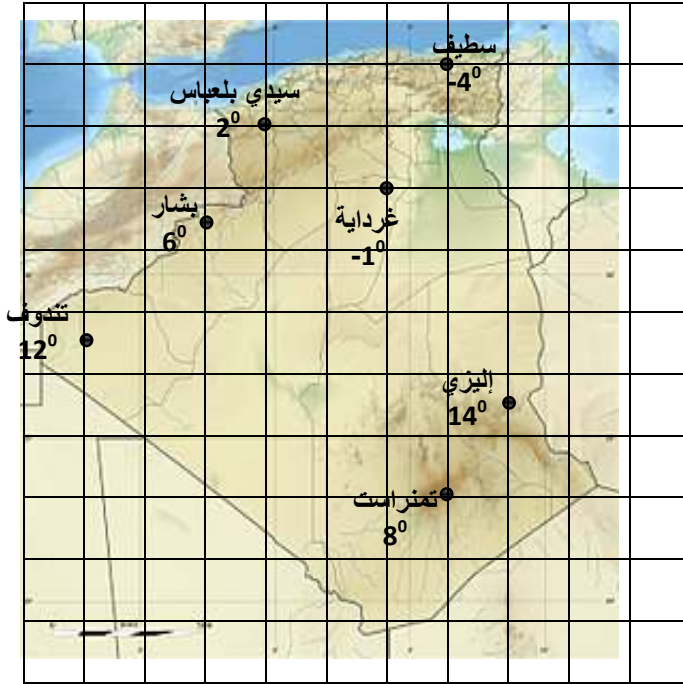 سطيف
-4⁰
سيدي بلعباس
2⁰
بشار
6⁰
غرداية
-1⁰
تندوف
12⁰
إليزي
14⁰
تمنراست
8⁰